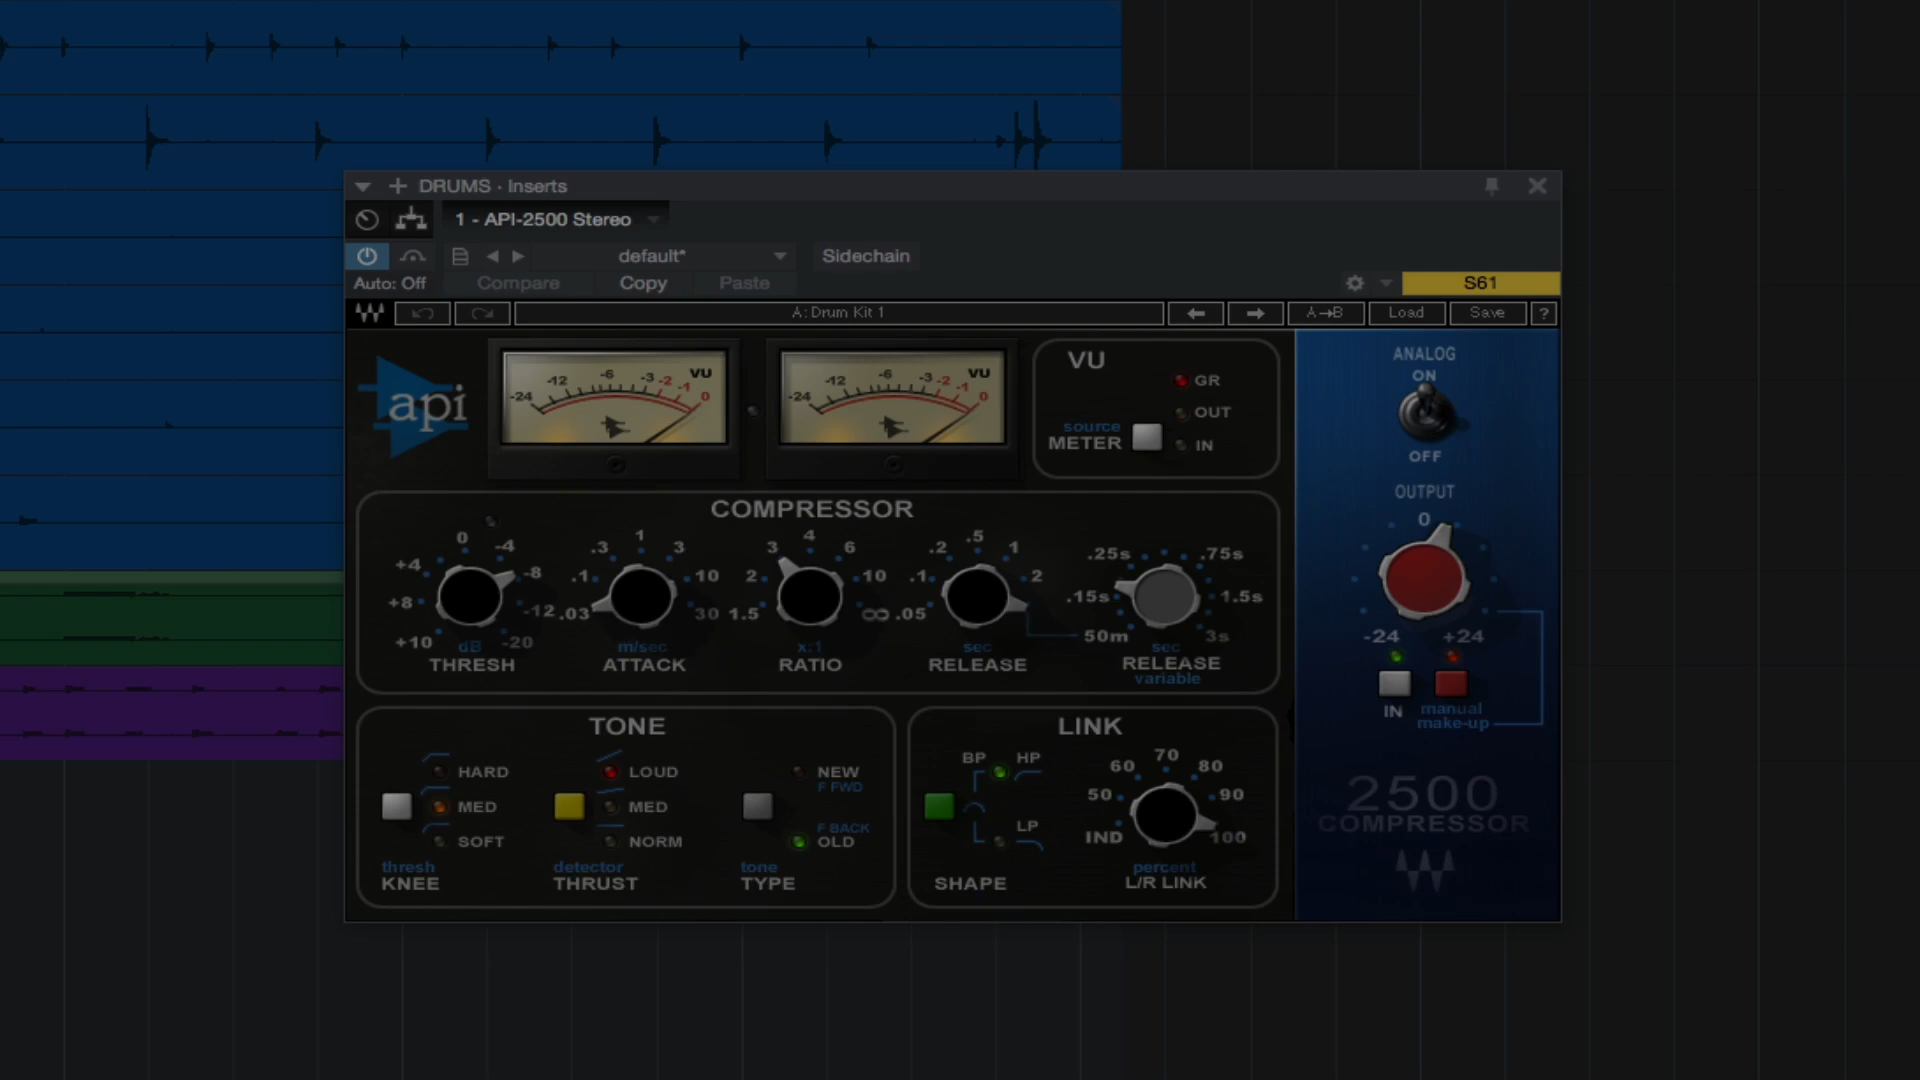 DRUMS · Inserts
1 - API-2500 Stereo
default* Sidechain
Auto: Off Compare Copy Paste S61
A: Drum Kit 1 A→B Load Save ?
api
-24 -12 -6 -3 -2 -1 0 VU
-24 -12 -6 -3 -2 -1 0 VU
VU
GR
OUT
IN
source
METER
ANALOG
ON
OFF
OUTPUT
0
-24 +24
IN
manual
make-up
COMPRESSOR
+10 +8 +4 0 -4 -8 -12 -20
dB
THRESH
.03 .1 .3 1 3 10 30
m/sec
ATTACK
1.5 2 3 4 6 10 ∞
x:1
RATIO
.05 .1 .2 .5 1 2
sec
RELEASE
50m .15s .25s .75s 1.5s 3s
sec
RELEASE
variable
TONE
HARD
MED
SOFT
thresh
KNEE
LOUD
MED
NORM
detector
THRUST
NEW
F FWD
F BACK
OLD
tone
TYPE
LINK
BP HP
LP
SHAPE
IND 50 60 70 80 90 100
percent
L/R LINK
2500
COMPRESSOR